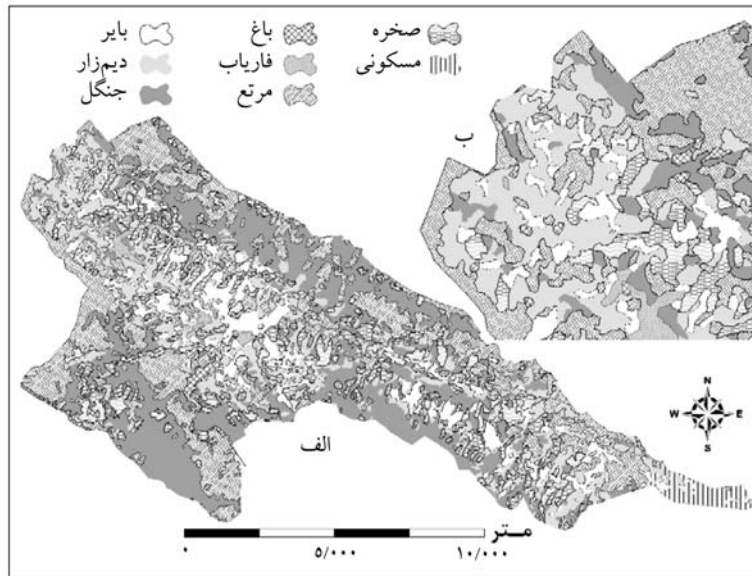 صخره باغ بایر
مسکونی فاریاب دیم‌زار
مرتع جنگل
ب
N
W E
S
الف
متر
۰ ۵/۰۰۰ ۱۰/۰۰۰